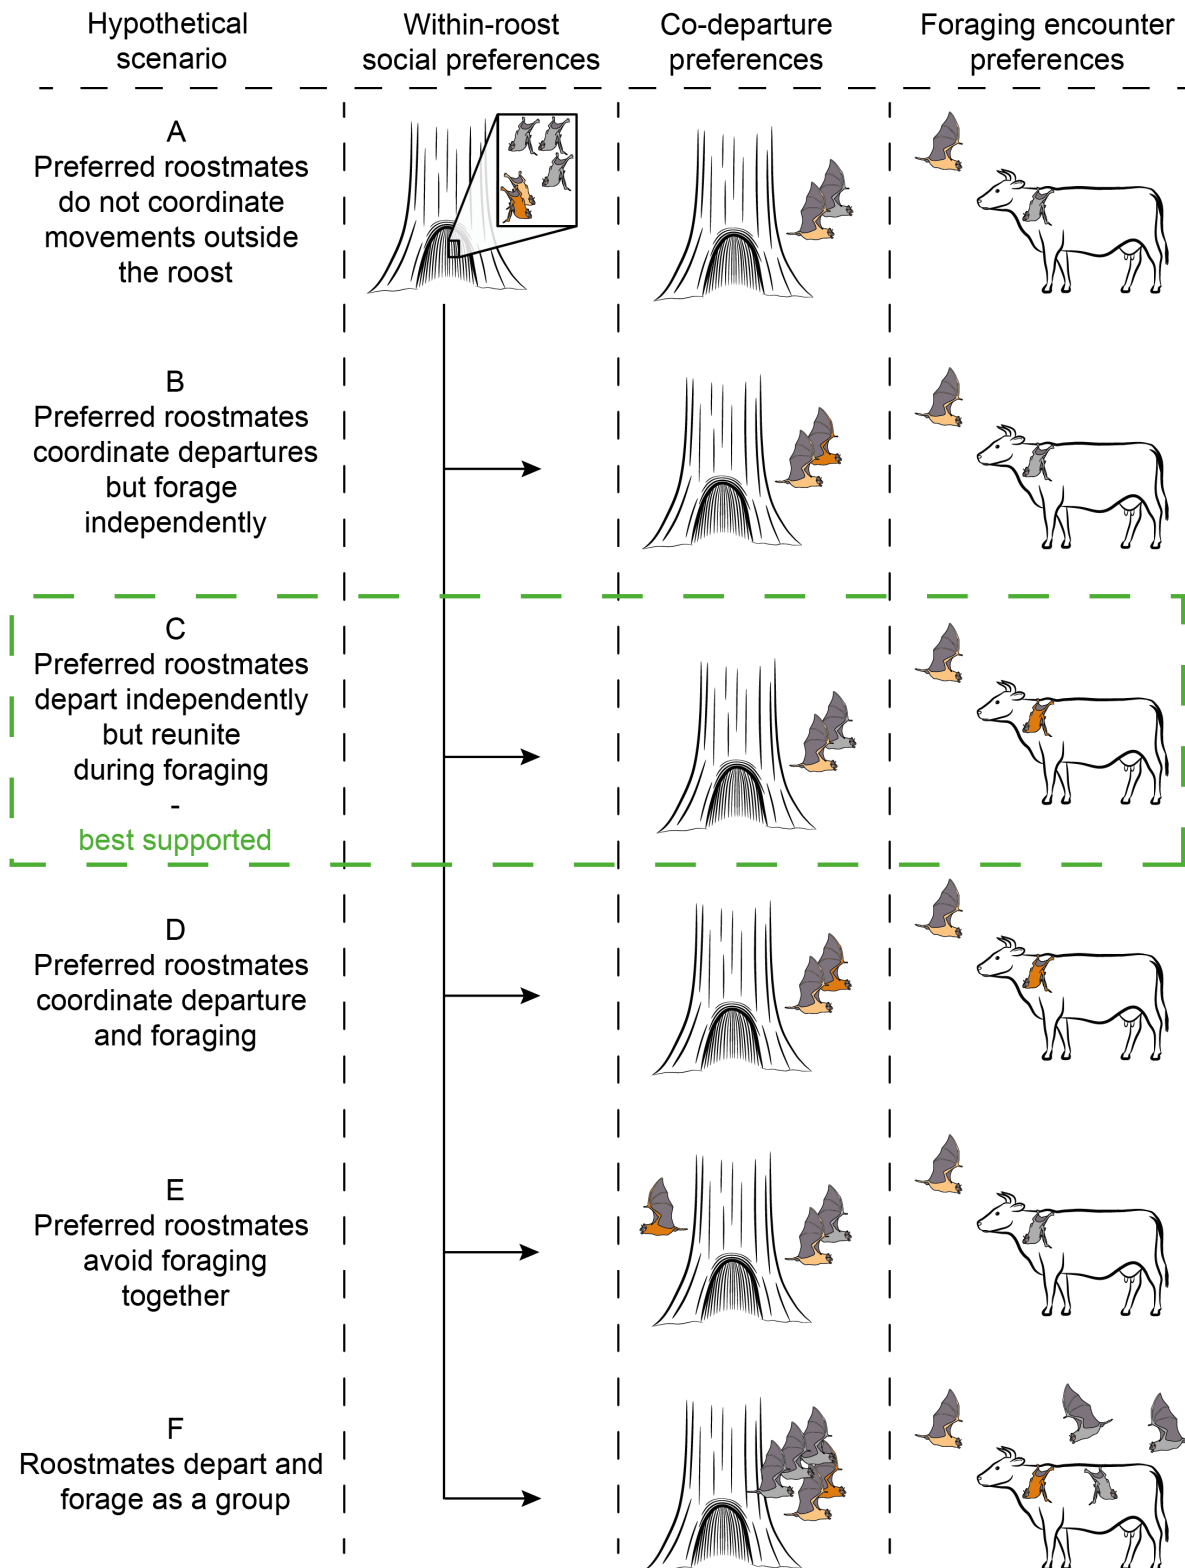 Hypothetical
scenario
Within-roost
social preferences
Co-departure
preferences
Foraging encounter
preferences
A
Preferred roostmates
do not coordinate
movements outside
the roost
B
Preferred roostmates
coordinate departures
but forage
independently
C
Preferred roostmates
depart independently
but reunite
during foraging
-
best supported
D
Preferred roostmates
coordinate departure
and foraging
E
Preferred roostmates
avoid foraging
together
F
Roostmates depart and
forage as a group